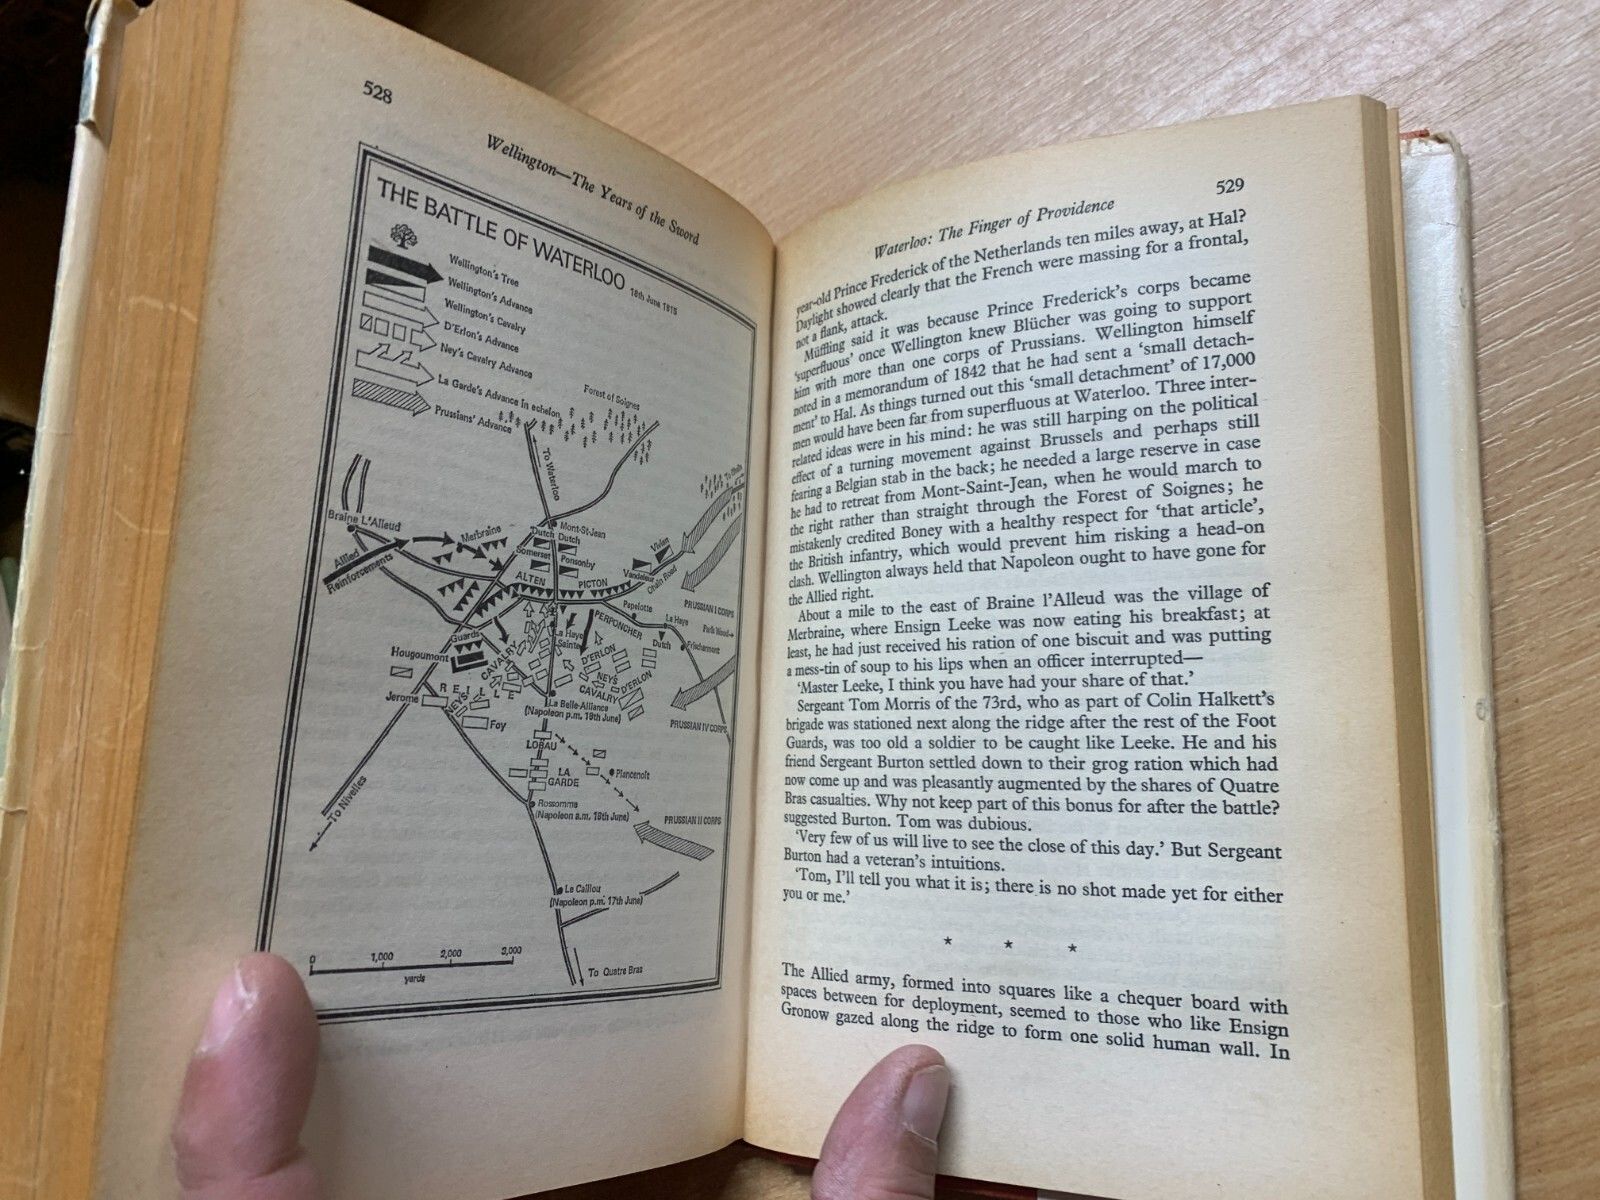 528
Wellington—The Years of the Sword
THE BATTLE OF WATERLOO 18th June 1815
Wellington's Tree
Wellington's Advance
Wellington's Cavalry
D'Erlon's Advance
Ney's Cavalry Advance
La Garde's Advance in echelon
Prussians' Advance
Forest of Soignes
To Waterloo
Braine L'Alleud
Merbraine
Mont-St-Jean
Dutch Dutch
Somerset
Ponsonby
Vivian
Vandeleur
Ohain Road
Allied
Reinforcements
ALTEN
PICTON
PRUSSIAN I CORPS
Papelotte
La Haye
Paris Wood
PERPONCHER
Guards
La Haye
Sainte
Dutch
Frischermont
Hougoumont
CAVALRY
D'ERLON
NEYS
CAVALRY
D'ERLON
REILLE
Jerome
NEYS
Foy
La Belle-Alliance
(Napoleon p.m. 18th June)
PRUSSIAN IV CORPS
LOBAU
LA
GARDE
Plancenoit
Rossomme
(Napoleon a.m. 18th June)
To Nivelles
PRUSSIAN II CORPS
Le Caillou
(Napoleon p.m. 17th June)
0 1,000 2,000 3,000
yards
To Quatre Bras
529
Waterloo: The Finger of Providence
year-old Prince Frederick of the Netherlands ten miles away, at Hal?
Daylight showed clearly that the French were massing for a frontal,
not a flank, attack.
Müffling said it was because Prince Frederick's corps became
'superfluous' once Wellington knew Blücher was going to support
him with more than one corps of Prussians. Wellington himself
noted in a memorandum of 1842 that he had sent a 'small detach-
ment' to Hal. As things turned out this 'small detachment' of 17,000
men would have been far from superfluous at Waterloo. Three inter-
related ideas were in his mind: he was still harping on the political
effect of a turning movement against Brussels and perhaps still
fearing a Belgian stab in the back; he needed a large reserve in case
he had to retreat from Mont-Saint-Jean, when he would march to
the right rather than straight through the Forest of Soignes; he
mistakenly credited Boney with a healthy respect for 'that article',
the British infantry, which would prevent him risking a head-on
clash. Wellington always held that Napoleon ought to have gone for
the Allied right.
About a mile to the east of Braine l'Alleud was the village of
Merbraine, where Ensign Leeke was now eating his breakfast; at
least, he had just received his ration of one biscuit and was putting
a mess-tin of soup to his lips when an officer interrupted—
'Master Leeke, I think you have had your share of that.'
Sergeant Tom Morris of the 73rd, who as part of Colin Halkett's
brigade was stationed next along the ridge after the rest of the Foot
Guards, was too old a soldier to be caught like Leeke. He and his
friend Sergeant Burton settled down to their grog ration which had
now come up and was pleasantly augmented by the shares of Quatre
Bras casualties. Why not keep part of this bonus for after the battle?
suggested Burton. Tom was dubious.
'Very few of us will live to see the close of this day.' But Sergeant
Burton had a veteran's intuitions.
'Tom, I'll tell you what it is; there is no shot made yet for either
you or me.'
* * *
The Allied army, formed into squares like a chequer board with
spaces between for deployment, seemed to those who like Ensign
Gronow gazed along the ridge to form one solid human wall. In